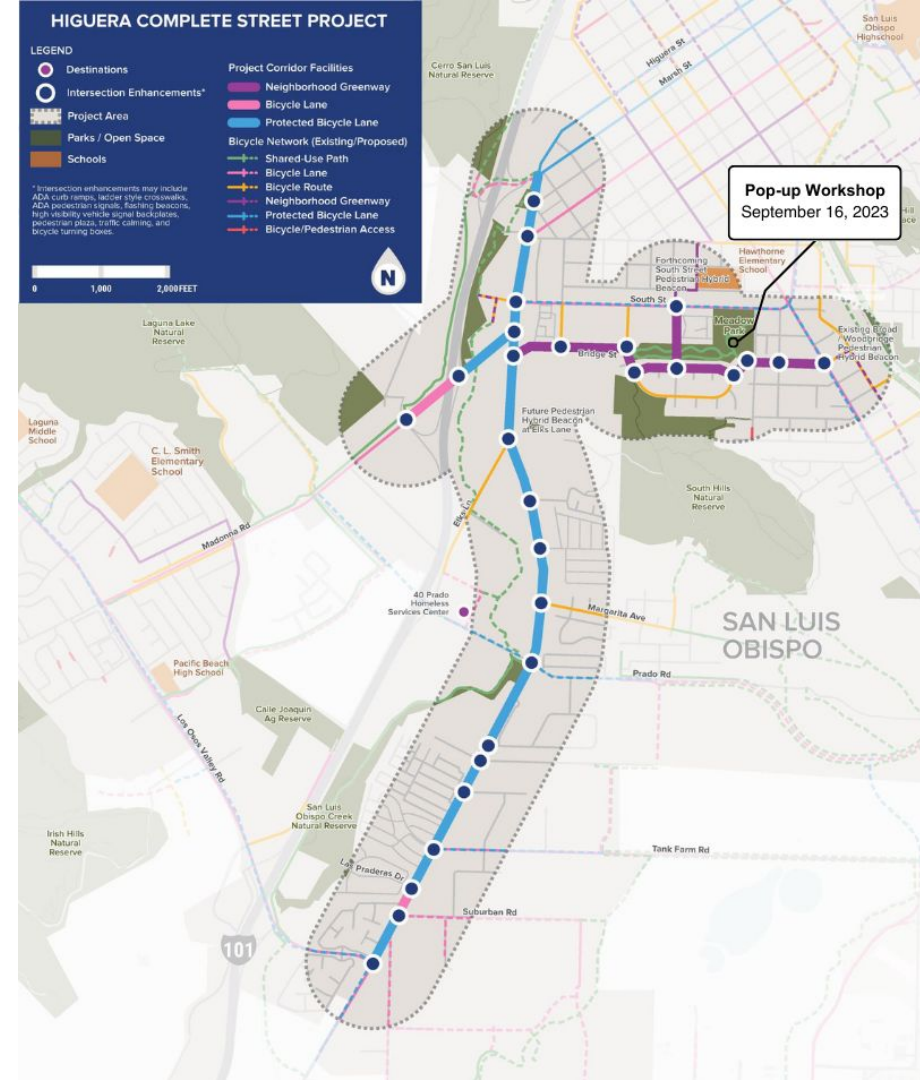 HIGUERA COMPLETE STREET PROJECT
LEGEND
Destinations
Intersection Enhancements*
Project Area
Parks / Open Space
Schools
* Intersection enhancements may include
ADA curb ramps, ladder style crosswalks,
ADA pedestrian signals, flashing beacons,
high visibility vehicle signal backplates,
pedestrian plaza, traffic calming, and
bicycle turning boxes.
Project Corridor Facilities
Neighborhood Greenway
Bicycle Lane
Protected Bicycle Lane
Bicycle Network (Existing/Proposed)
Shared-Use Path
Bicycle Lane
Bicycle Route
Neighborhood Greenway
Protected Bicycle Lane
Bicycle/Pedestrian Access
0 1,000 2,000 FEET
N
San Luis
Obispo
Highschool
Cerro San Luis
Natural Reserve
Higuera St
Marsh St
Pop-up Workshop
September 16, 2023
Hill
Hawthorne
Elementary
School
Forthcoming
South Street
Pedestrian Hybrid
Beacon
South St
Meadow
Park
Existing Broad
/ Woodbridge
Pedestrian
Hybrid Beacon
Bridge St
Laguna Lake
Natural
Reserve
Laguna
Middle
School
C. L. Smith
Elementary
School
Future Pedestrian
Hybrid Beacon
at Elks Lane
South Hills
Natural
Reserve
Elks Ln
Madonna Rd
40 Prado
Homeless
Services Center
Margarita Ave
SAN LUIS
OBISPO
Pacific Beach
High School
Prado Rd
Calle Joaquin
Ag Reserve
Los Osos Valley Rd
San Luis
Obispo Creek
Natural Reserve
Irish Hills
Natural
Reserve
Tank Farm Rd
Las Praderas Dr
Suburban Rd
101